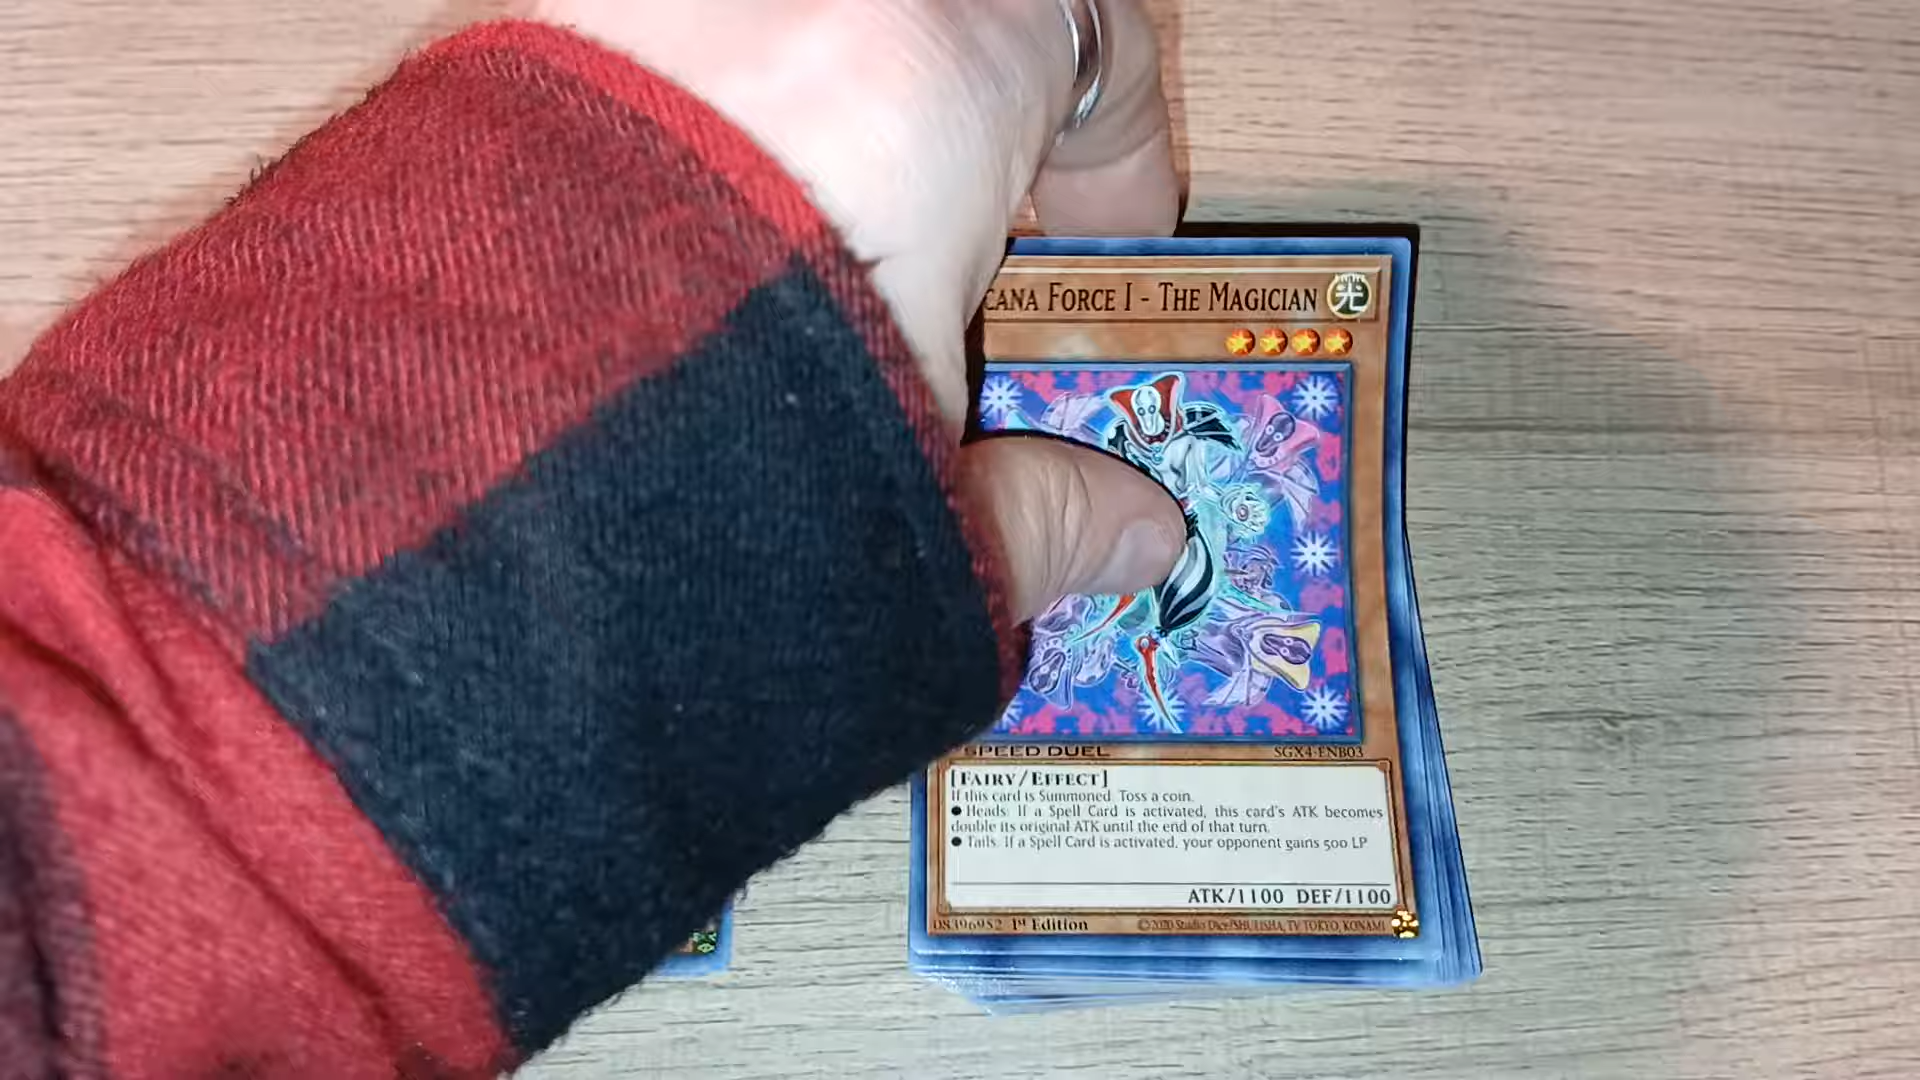 CANA FORCE I - THE MAGICIAN 光
SPEED DUEL SGX4-ENB03
[FAIRY/EFFECT]
If this card is Summoned: Toss a coin.
● Heads: If a Spell Card is activated, this card's ATK becomes
double its original ATK until the end of that turn.
● Tails: If a Spell Card is activated, your opponent gains 500 LP
ATK/1100 DEF/1100
08396952 1st Edition ©2020 Studio Dice/SHUEISHA, TV TOKYO, KONAMI